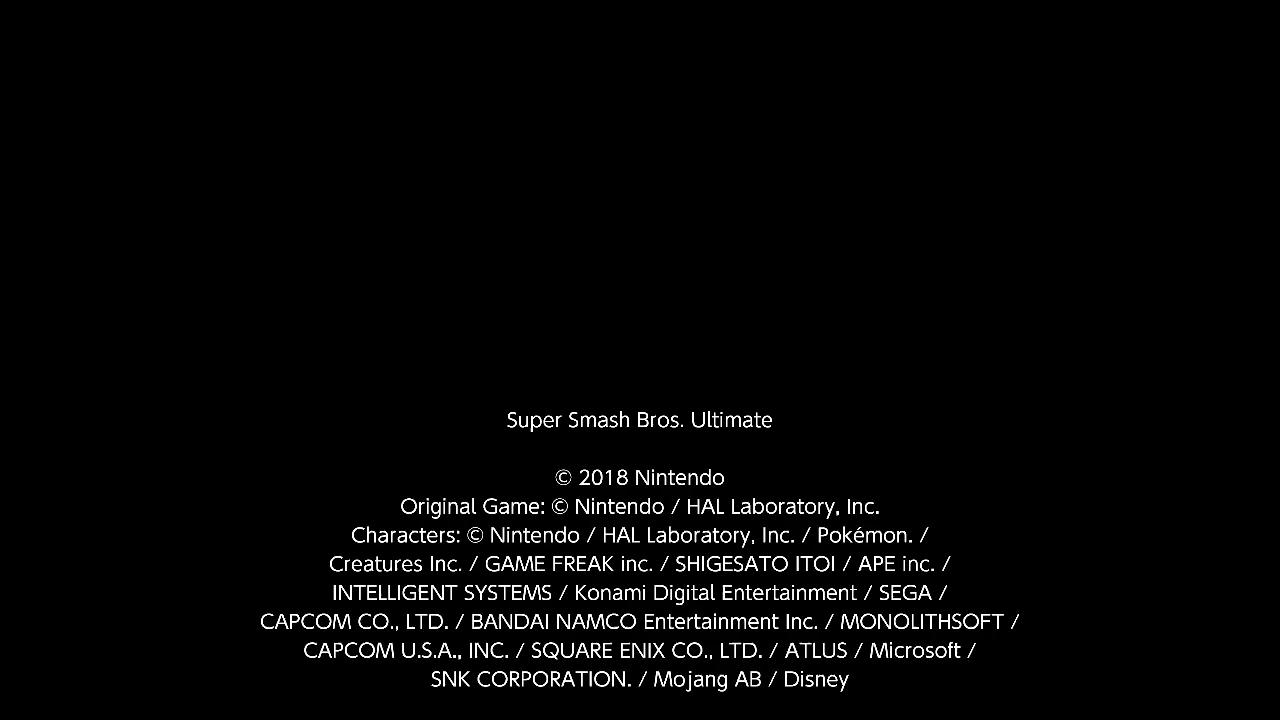 Super Smash Bros. Ultimate
© 2018 Nintendo
Original Game: © Nintendo / HAL Laboratory, Inc.
Characters: © Nintendo / HAL Laboratory, Inc. / Pokémon. /
Creatures Inc. / GAME FREAK inc. / SHIGESATO ITOI / APE inc. /
INTELLIGENT SYSTEMS / Konami Digital Entertainment / SEGA /
CAPCOM CO., LTD. / BANDAI NAMCO Entertainment Inc. / MONOLITHSOFT /
CAPCOM U.S.A., INC. / SQUARE ENIX CO., LTD. / ATLUS / Microsoft /
SNK CORPORATION. / Mojang AB / Disney